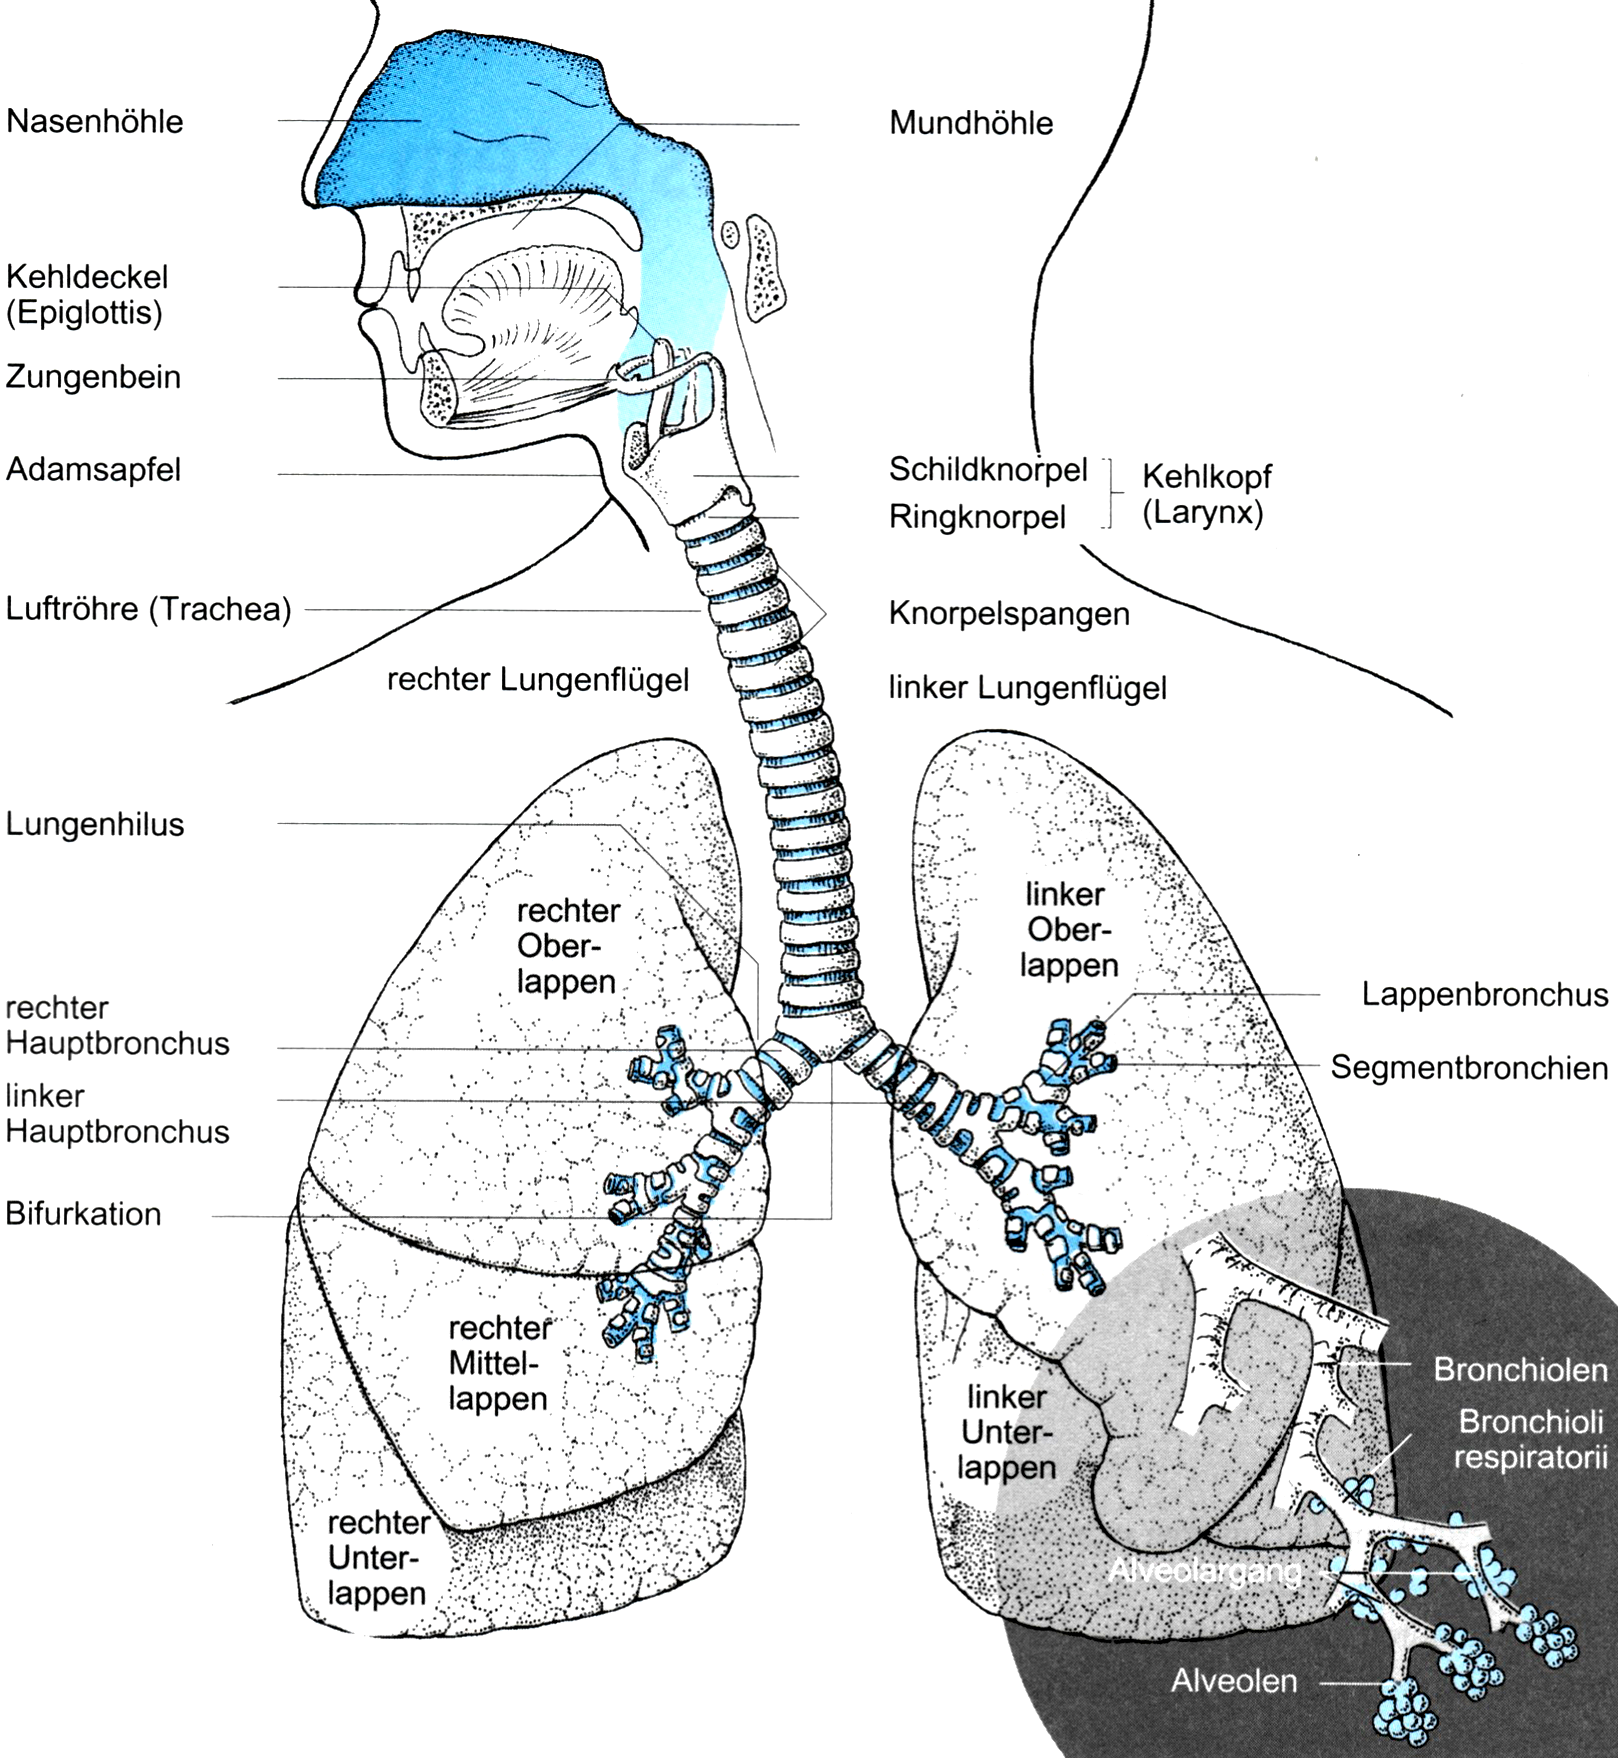 Nasenhöhle
Mundhöhle
Kehldeckel
(Epiglottis)
Zungenbein
Adamsapfel
Schildknorpel
Ringknorpel
Kehlkopf
(Larynx)
Luftröhre (Trachea)
Knorpelspangen
rechter Lungenflügel
linker Lungenflügel
Lungenhilus
rechter
Ober-
lappen
linker
Ober-
lappen
Lappenbronchus
rechter
Hauptbronchus
Segmentbronchien
linker
Hauptbronchus
Bifurkation
rechter
Mittel-
lappen
linker
Unter-
lappen
Bronchiolen
Bronchioli
respiratorii
rechter
Unter-
lappen
Alveolargang
Alveolen